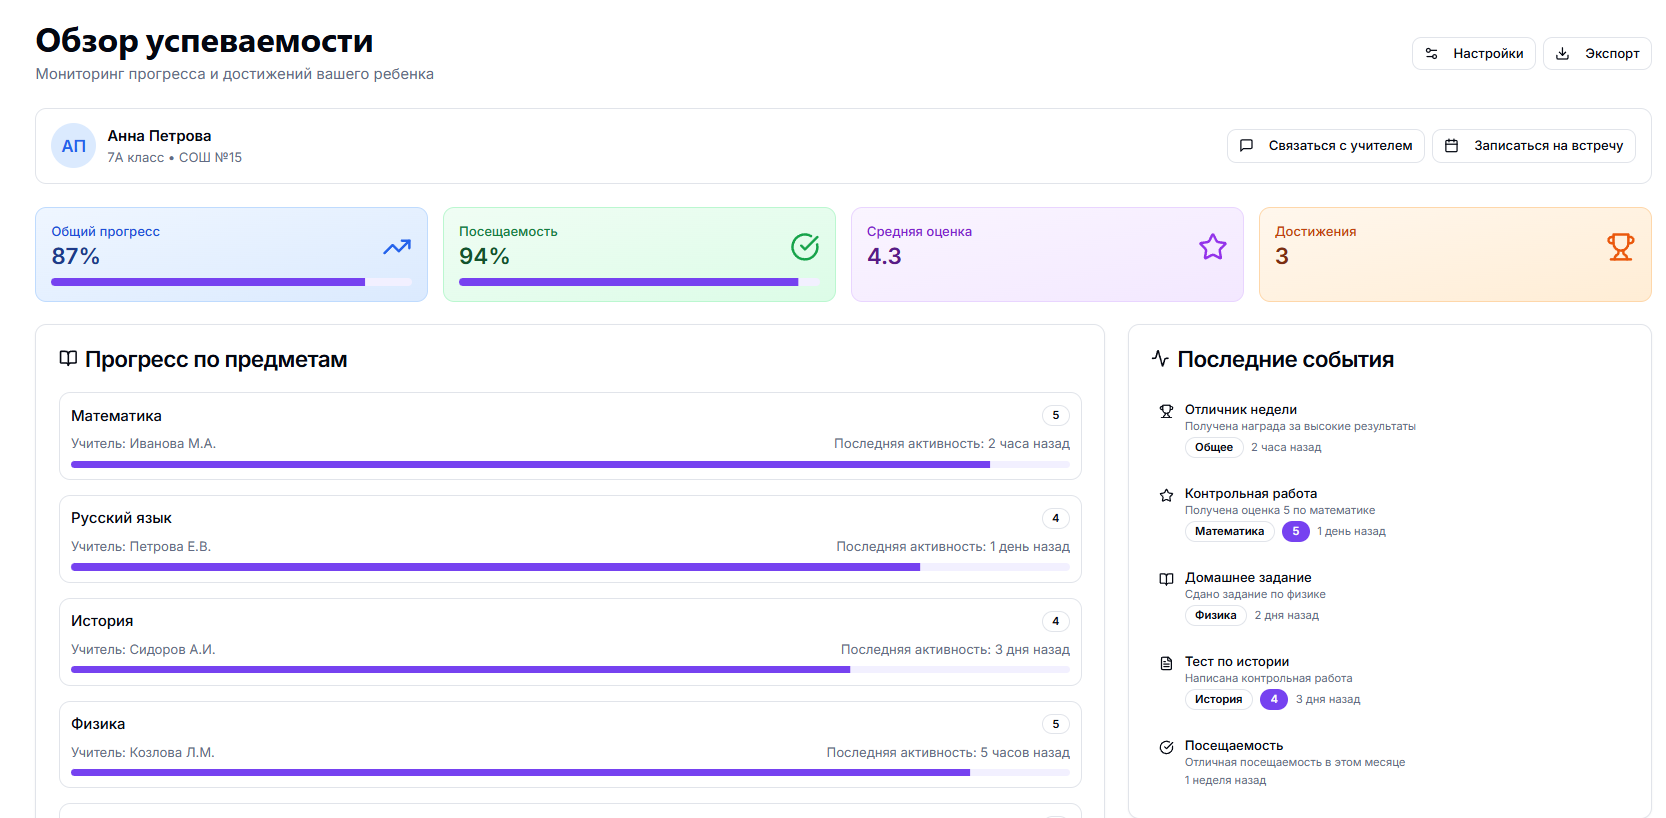 Обзор успеваемости
Мониторинг прогресса и достижений вашего ребенка
Настройки
Экспорт
АП
Анна Петрова
7А класс • СОШ №15
Связаться с учителем
Записаться на встречу
Общий прогресс
87%
Посещаемость
94%
Средняя оценка
4.3
Достижения
3
Прогресс по предметам
Математика
5
Учитель: Иванова М.А.
Последняя активность: 2 часа назад
Русский язык
4
Учитель: Петрова Е.В.
Последняя активность: 1 день назад
История
4
Учитель: Сидоров А.И.
Последняя активность: 3 дня назад
Физика
5
Учитель: Козлова Л.М.
Последняя активность: 5 часов назад
Последние события
Отличник недели
Получена награда за высокие результаты
Общее
2 часа назад
Контрольная работа
Получена оценка 5 по математике
Математика
5
1 день назад
Домашнее задание
Сдано задание по физике
Физика
2 дня назад
Тест по истории
Написана контрольная работа
История
4
3 дня назад
Посещаемость
Отличная посещаемость в этом месяце
1 неделя назад